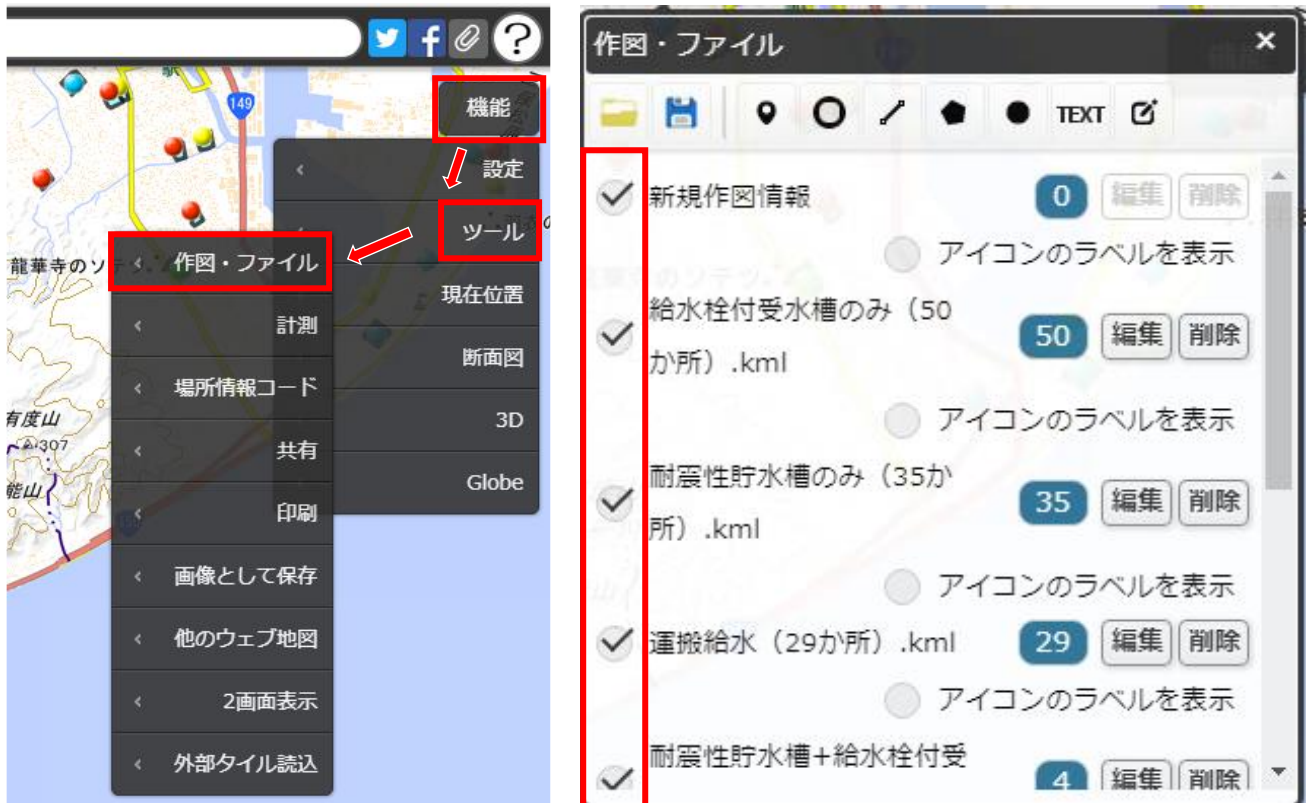 ?
149
機能
設定
ツール
現在位置
断面図
3D
Globe
作図・ファイル
計測
場所情報コード
共有
印刷
画像として保存
他のウェブ地図
2画面表示
外部タイル読込
龍華寺のソ
有度山
307
能山
作図・ファイル
×
TEXT
新規作図情報 0 編集 削除
アイコンのラベルを表示
給水栓付受水槽のみ（50
か所）.kml 50 編集 削除
アイコンのラベルを表示
耐震性貯水槽のみ（35か
所）.kml 35 編集 削除
アイコンのラベルを表示
運搬給水（29か所）.kml 29 編集 削除
アイコンのラベルを表示
耐震性貯水槽+給水栓付受
4 編集 削除